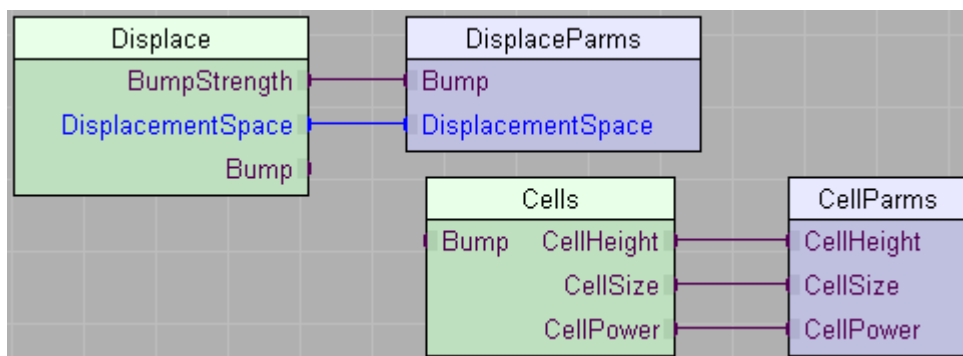 Displace
BumpStrength
DisplacementSpace
Bump
DisplaceParms
Bump
DisplacementSpace
Cells
Bump CellHeight
CellSize
CellPower
CellParms
CellHeight
CellSize
CellPower